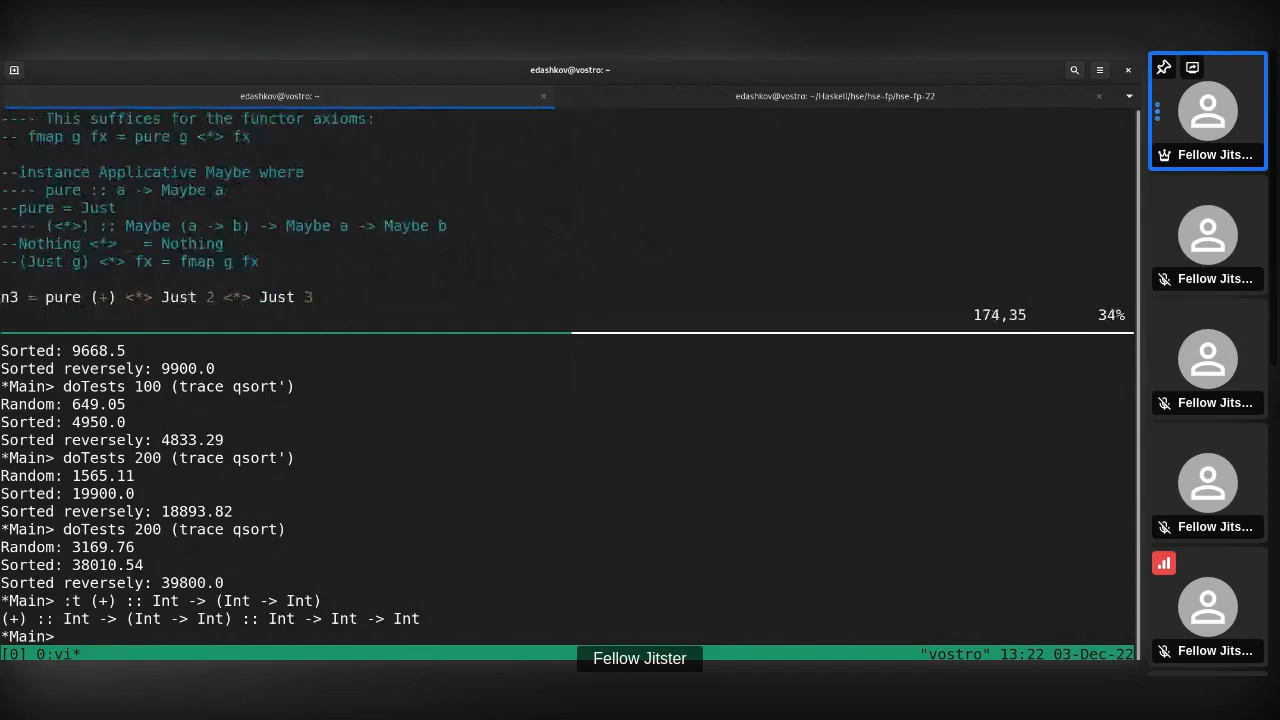 edashkov@vostro: ~
edashkov@vostro: ~
edashkov@vostro: ~/Haskell/hse/hse-fp/hse-fp-22
---- This suffices for the functor axioms:
-- fmap g fx = pure g <*> fx
--instance Applicative Maybe where
---- pure :: a -> Maybe a
--pure = Just
---- (<*>) :: Maybe (a -> b) -> Maybe a -> Maybe b
--Nothing <*> _ = Nothing
--(Just g) <*> fx = fmap g fx
n3 = pure (+) <*> Just 2 <*> Just 3
174,35 34%
Sorted: 9668.5
Sorted reversely: 9900.0
*Main> doTests 100 (trace qsort')
Random: 649.05
Sorted: 4950.0
Sorted reversely: 4833.29
*Main> doTests 200 (trace qsort')
Random: 1565.11
Sorted: 19900.0
Sorted reversely: 18893.82
*Main> doTests 200 (trace qsort)
Random: 3169.76
Sorted: 38010.54
Sorted reversely: 39800.0
*Main> :t (+) :: Int -> (Int -> Int)
(+) :: Int -> (Int -> Int) :: Int -> Int -> Int
*Main>
[0] 0:vi*
"vostro" 13:22 03-Dec-22
Fellow Jitster
Fellow Jits...
Fellow Jits...
Fellow Jits...
Fellow Jits...
Fellow Jits...